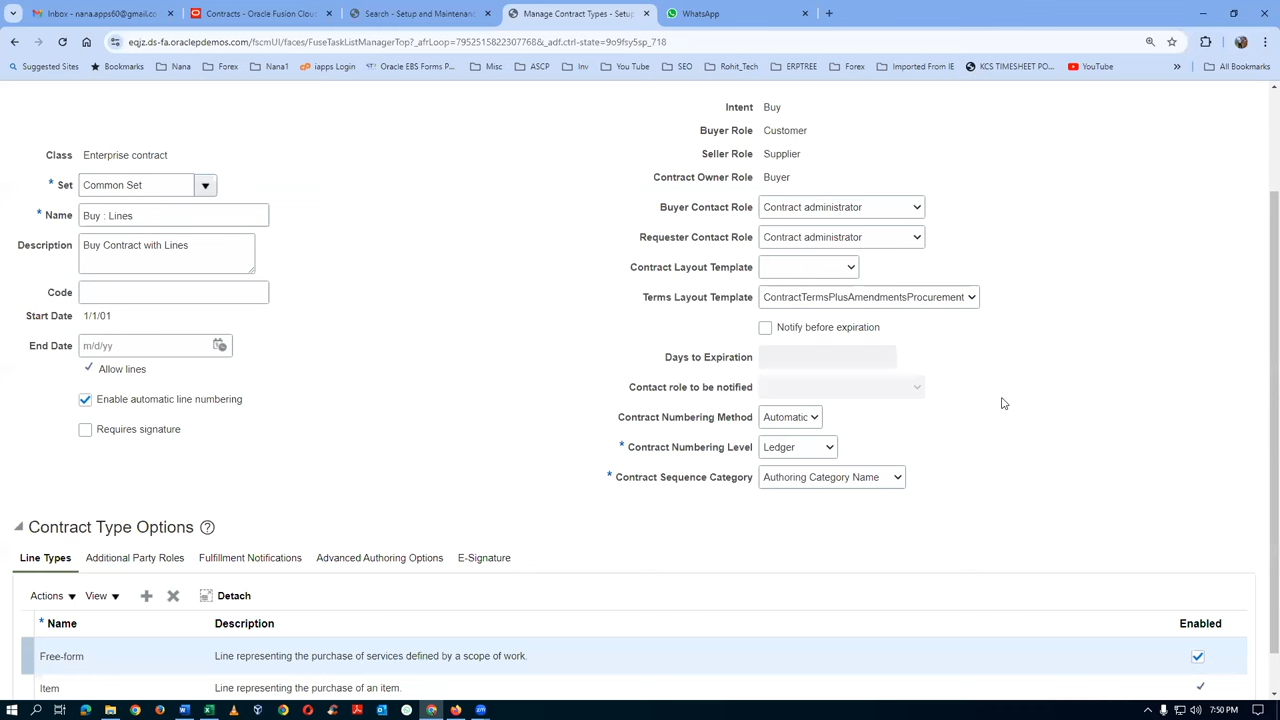 Inbox - nana.apps60@gmail.co
Contracts - Oracle Fusion Clou
Search - Setup and Maintenanc
Manage Contract Types - Setup
WhatsApp
eqjz.ds-fa.oraclepdemos.com/fscmUI/faces/FuseTaskListManagerTop?_afrLoop=7952515822307768&_adf.ctrl-state=9o9fsy5sp_718
Suggested Sites Bookmarks Nana Forex Nana1 iapps Login Oracle EBS Forms P... Misc ASCP Inv You Tube SEO Rohit_Tech ERPTREE Forex Imported From IE KCS TIMESHEET PO... YouTube » All Bookmarks
Intent Buy
Buyer Role Customer
Class Enterprise contract
Seller Role Supplier
* Set Common Set
Contract Owner Role Buyer
* Name Buy : Lines
Buyer Contact Role Contract administrator
Description Buy Contract with Lines
Requester Contact Role Contract administrator
Contract Layout Template
Code
Terms Layout Template ContractTermsPlusAmendmentsProcurement
Start Date 1/1/01
Notify before expiration
End Date m/d/yy
Days to Expiration
Allow lines
Contact role to be notified
Enable automatic line numbering
Contract Numbering Method Automatic
Requires signature
* Contract Numbering Level Ledger
* Contract Sequence Category Authoring Category Name
Contract Type Options ?
Line Types Additional Party Roles Fulfillment Notifications Advanced Authoring Options E-Signature
Actions View Detach
* Name Description Enabled
Free-form Line representing the purchase of services defined by a scope of work.
Item Line representing the purchase of an item.
7:50 PM